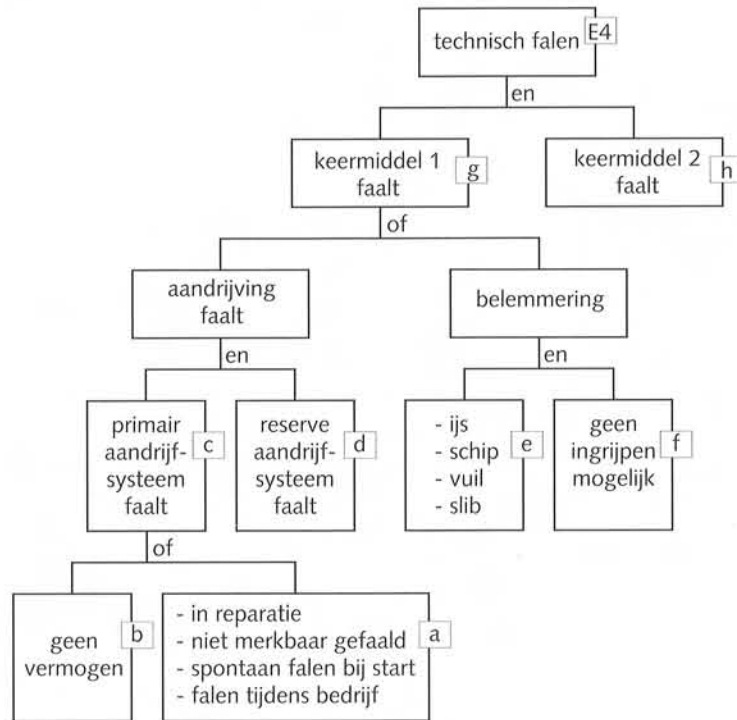 technisch falen E4
en
keermiddel 1
faalt
g
keermiddel 2
faalt
h
of
aandrijving
faalt
belemmering
en
en
primair
aandrijf-
systeem
faalt
c
reserve
aandrijf-
systeem
faalt
d
- ijs
- schip
- vuil
- slib
e
geen
ingrijpen
mogelijk
f
of
geen
vermogen
b
- in reparatie
- niet merkbaar gefaald
- spontaan falen bij start
- falen tijdens bedrijf
a